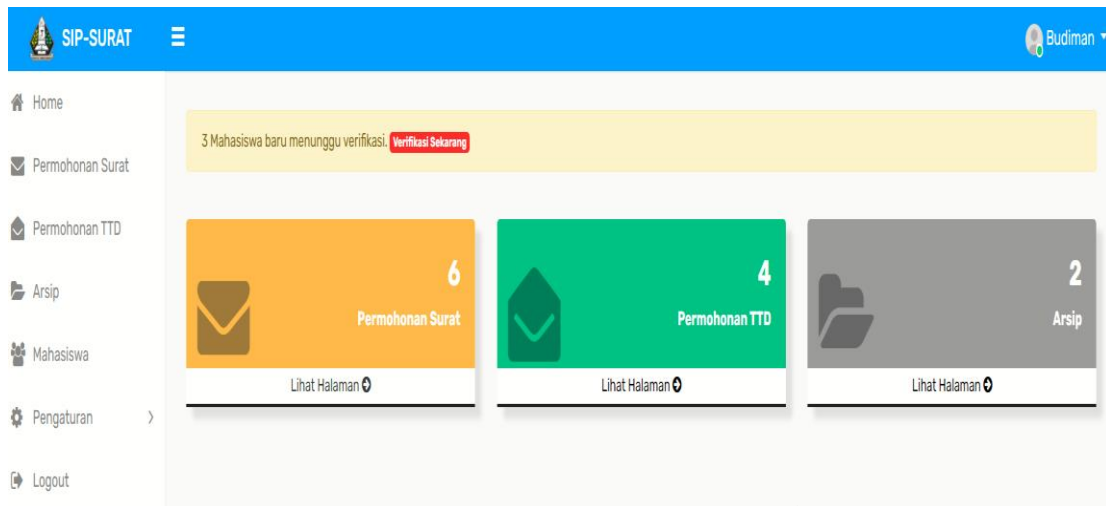 SIP-SURAT
Budiman
Home
Permohonan Surat
Permohonan TTD
Arsip
Mahasiswa
Pengaturan
Logout
3 Mahasiswa baru menunggu verifikasi. Verifikasi Sekarang
6
Permohonan Surat
Lihat Halaman
4
Permohonan TTD
Lihat Halaman
2
Arsip
Lihat Halaman